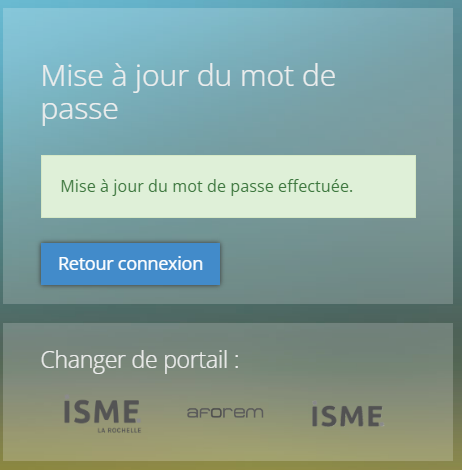 Mise à jour du mot de
passe
Mise à jour du mot de passe effectuée.
Retour connexion
Changer de portail :
ISME
LA ROCHELLE
aforem
ISME